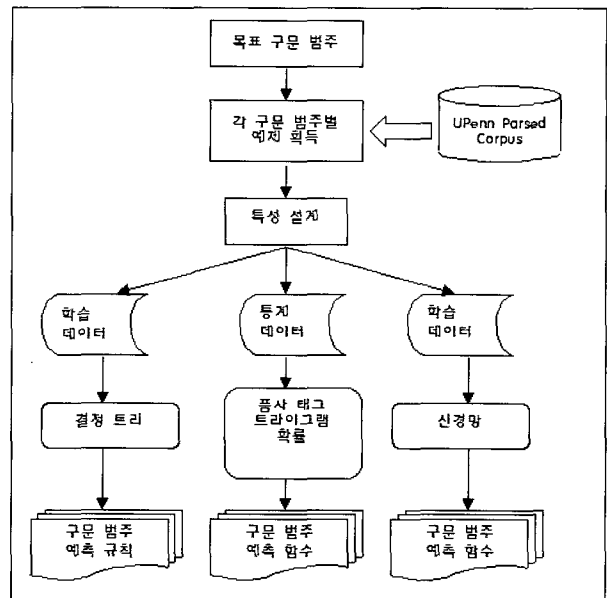 목표 구문 범주
각 구문 범주별
예제 획득
UPenn Parsed
Corpus
특성 설계
학습
데이터
통계
데이터
학습
데이터
결정 트리
품사 태그
트라이그램
확률
신경망
구문 범주
예측 규칙
구문 범주
예측 함수
구문 범주
예측 함수